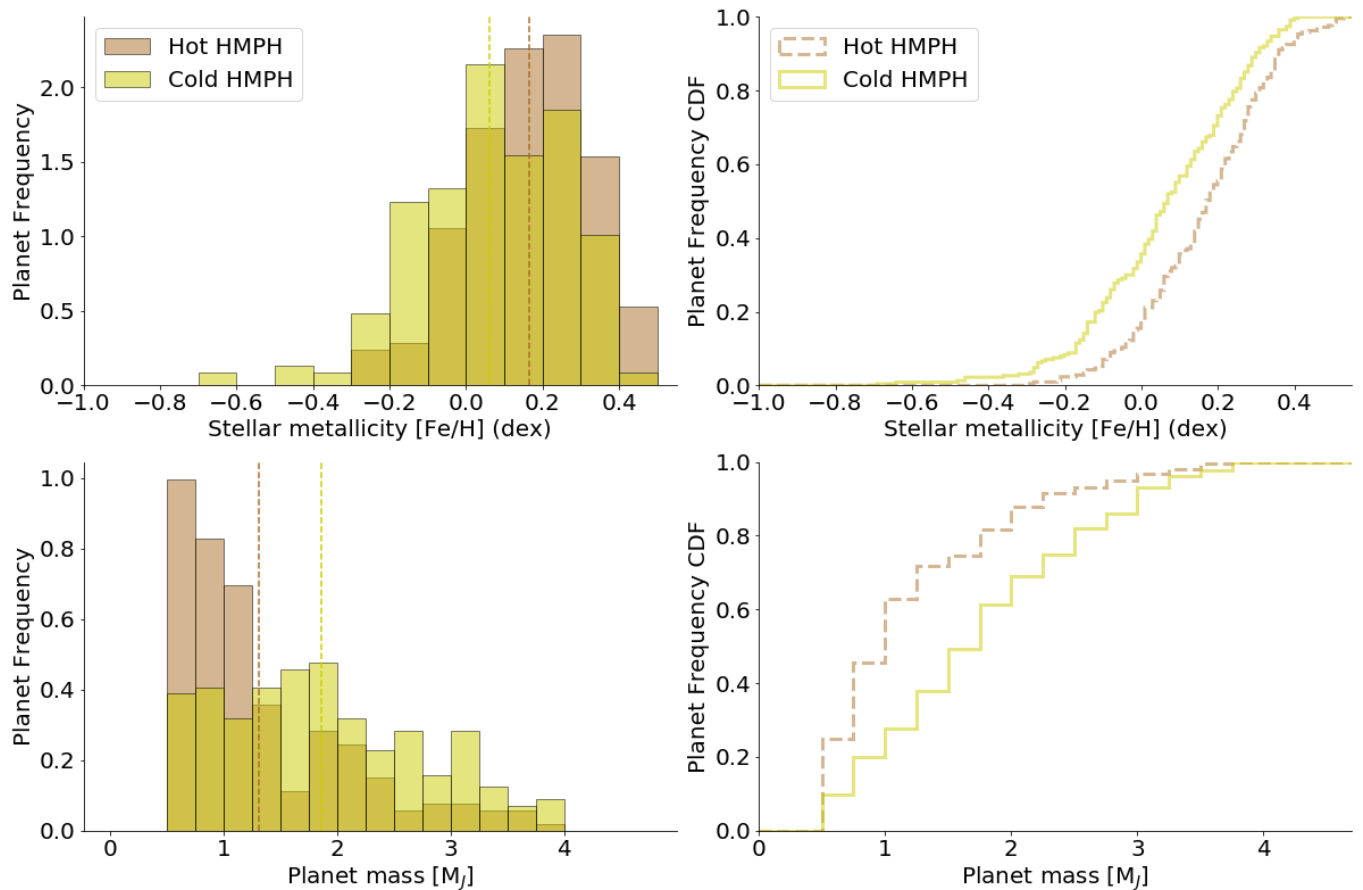 Hot HMPH
Cold HMPH
Planet Frequency
2.0
1.5
1.0
0.5
0.0
−1.0 −0.8 −0.6 −0.4 −0.2 0.0 0.2 0.4
Stellar metallicity [Fe/H] (dex)
Hot HMPH
Cold HMPH
Planet Frequency CDF
1.0
0.8
0.6
0.4
0.2
0.0
−1.0 −0.8 −0.6 −0.4 −0.2 0.0 0.2 0.4
Stellar metallicity [Fe/H] (dex)
Planet Frequency
1.0
0.8
0.6
0.4
0.2
0.0
0 1 2 3 4
Planet mass [M_J]
Planet Frequency CDF
1.0
0.8
0.6
0.4
0.2
0.0
0 1 2 3 4
Planet mass [M_J]